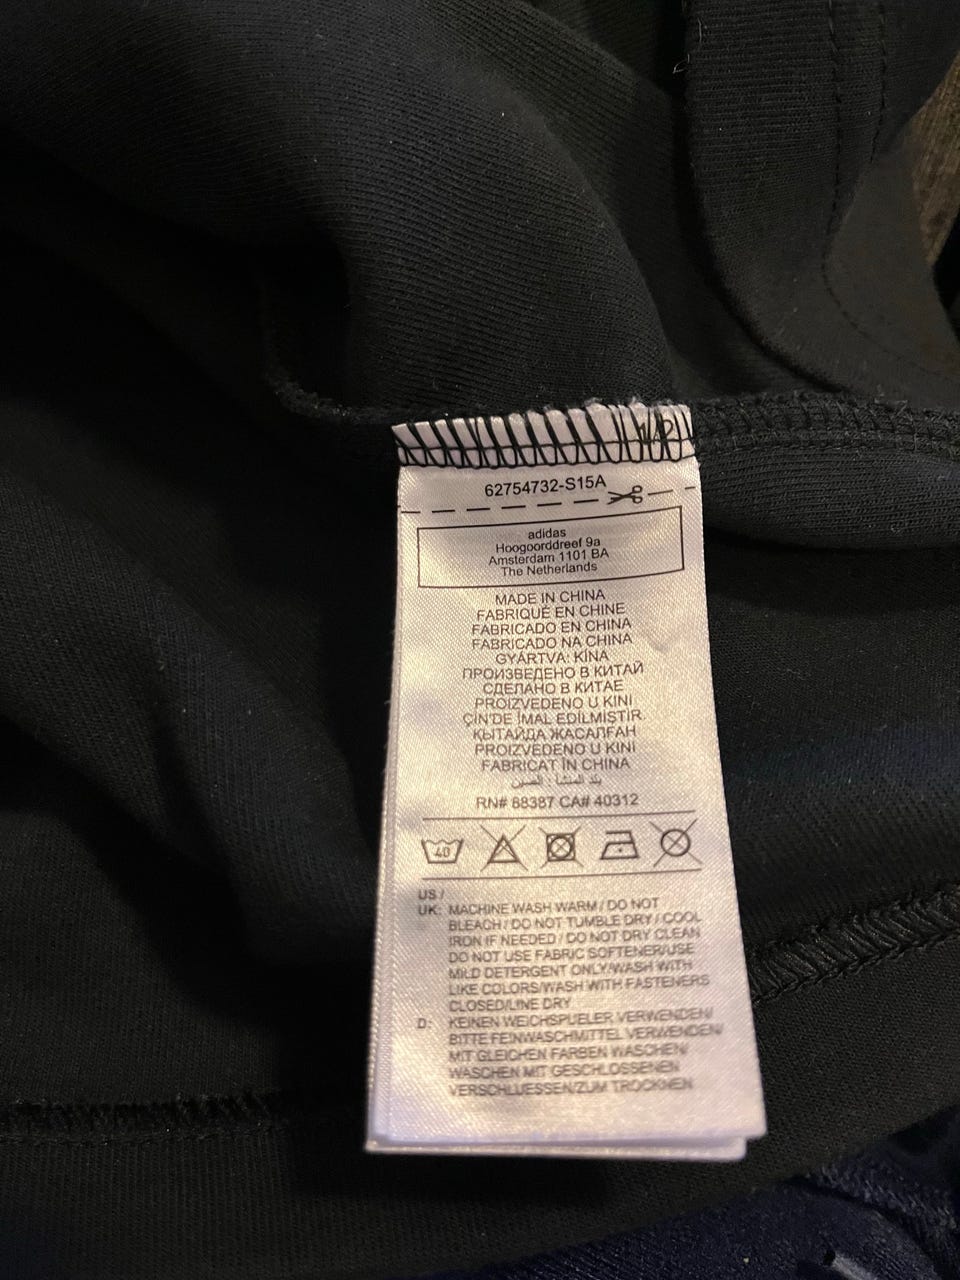 62754732-S15A
adidas
Hoogoorddreef 9a
Amsterdam 1101 BA
The Netherlands
MADE IN CHINA
FABRIQUÉ EN CHINE
FABRICADO EN CHINA
FABRICADO NA CHINA
GYÁRTVA: KÍNA
ПРОИЗВЕДЕНО В КИТАЙ
СДЕЛАНО В КИТАЕ
PROIZVEDENO U KINI
ÇİN'DE İMAL EDİLMİŞTİR.
ҚЫТАЙДА ЖАСАЛҒАН
PROIZVEDENO U KINI
FABRICAT ÎN CHINA
بلد المنشأ : الصين
RN# 88387 CA# 40312
40
US /
UK: MACHINE WASH WARM / DO NOT
BLEACH / DO NOT TUMBLE DRY / COOL
IRON IF NEEDED / DO NOT DRY CLEAN
DO NOT USE FABRIC SOFTENER/USE
MILD DETERGENT ONLY/WASH WITH
LIKE COLORS/WASH WITH FASTENERS
CLOSED/LINE DRY
D: KEINEN WEICHSPUELER VERWENDEN/
BITTE FEINWASCHMITTEL VERWENDEN/
MIT GLEICHEN FARBEN WASCHEN/
WASCHEN MIT GESCHLOSSENEN
VERSCHLUESSEN/ZUM TROCKNEN